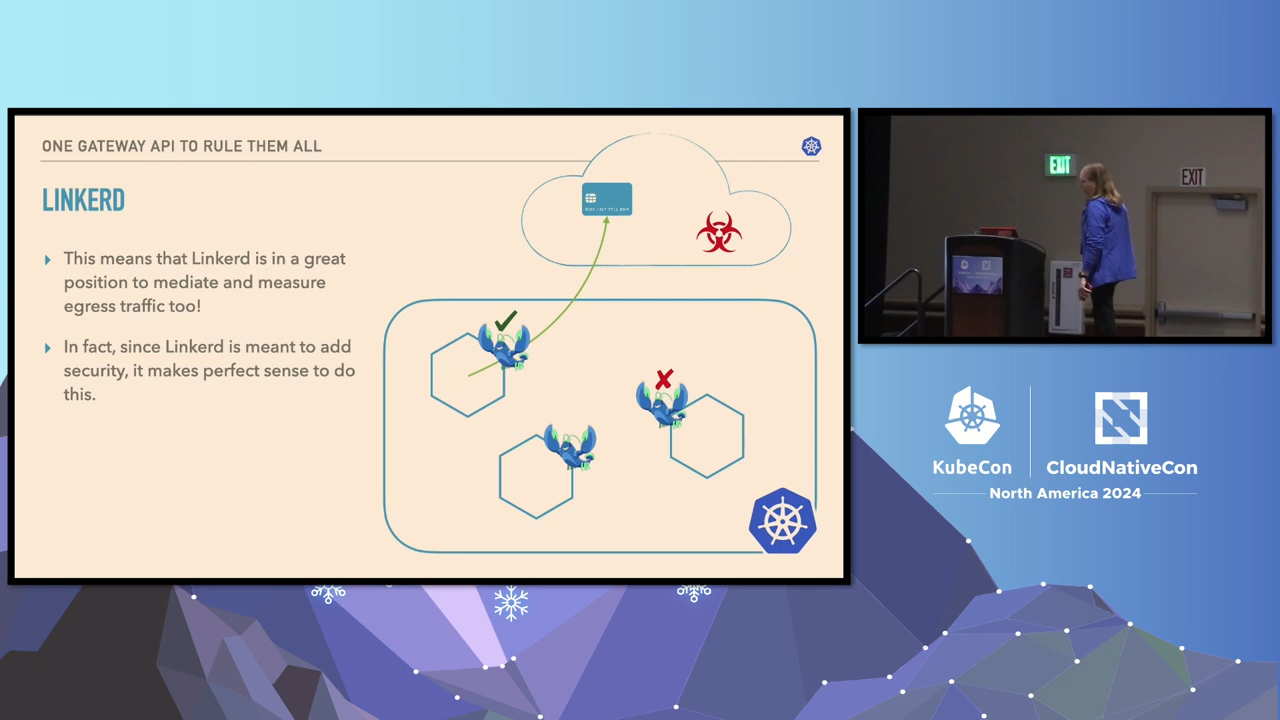 ONE GATEWAY API TO RULE THEM ALL
LINKERD
This means that Linkerd is in a great
position to mediate and measure
egress traffic too!
In fact, since Linkerd is meant to add
security, it makes perfect sense to do
this.
EXIT
EXIT
KubeCon
CloudNativeCon
North America 2024